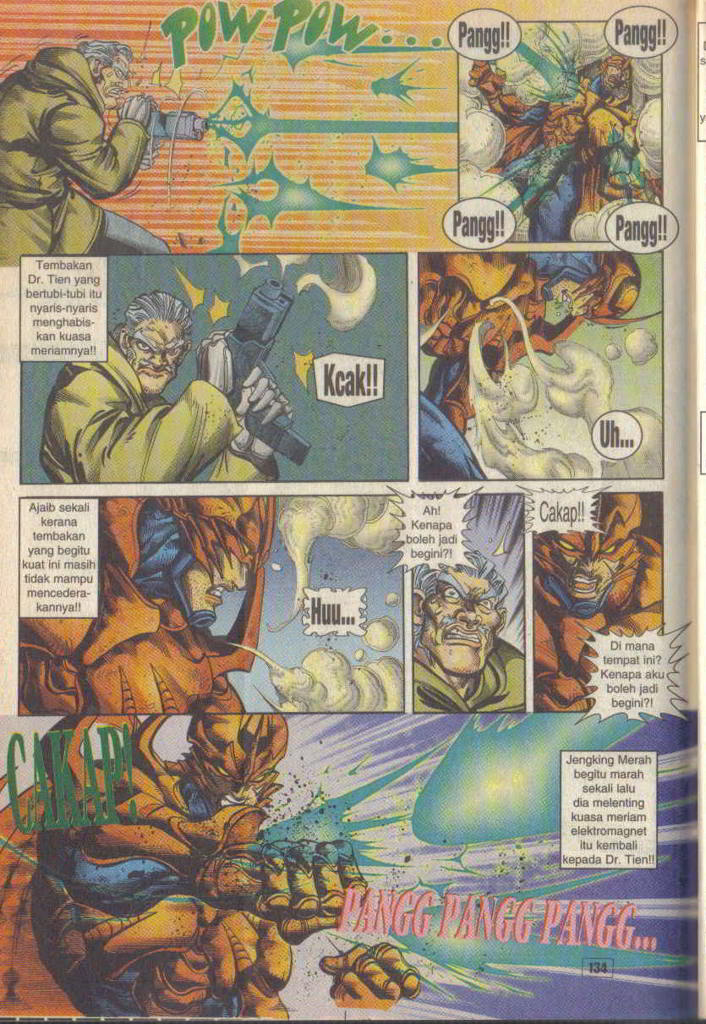 POW POW...
Pangg!!
Pangg!!
Pangg!!
Pangg!!
Tembakan
Dr. Tien yang
bertubi-tubi itu
nyaris-nyaris
menghabis-
kan kuasa
meriamnya!!
Kcak!!
Uh...
Ajaib sekali
kerana
tembakan
yang begitu
kuat ini masih
tidak mampu
mencedera-
kannya!!
Huu...
Ah!
Kenapa
boleh jadi
begini?!
Cakap!!
Di mana
tempat ini?
Kenapa aku
boleh jadi
begini?!
CAKAP!
Jengking Merah
begitu marah
sekali lalu
dia melenting
kuasa meriam
elektromagnet
itu kembali
kepada Dr. Tien!!
PANGG PANGG PANGG...
134